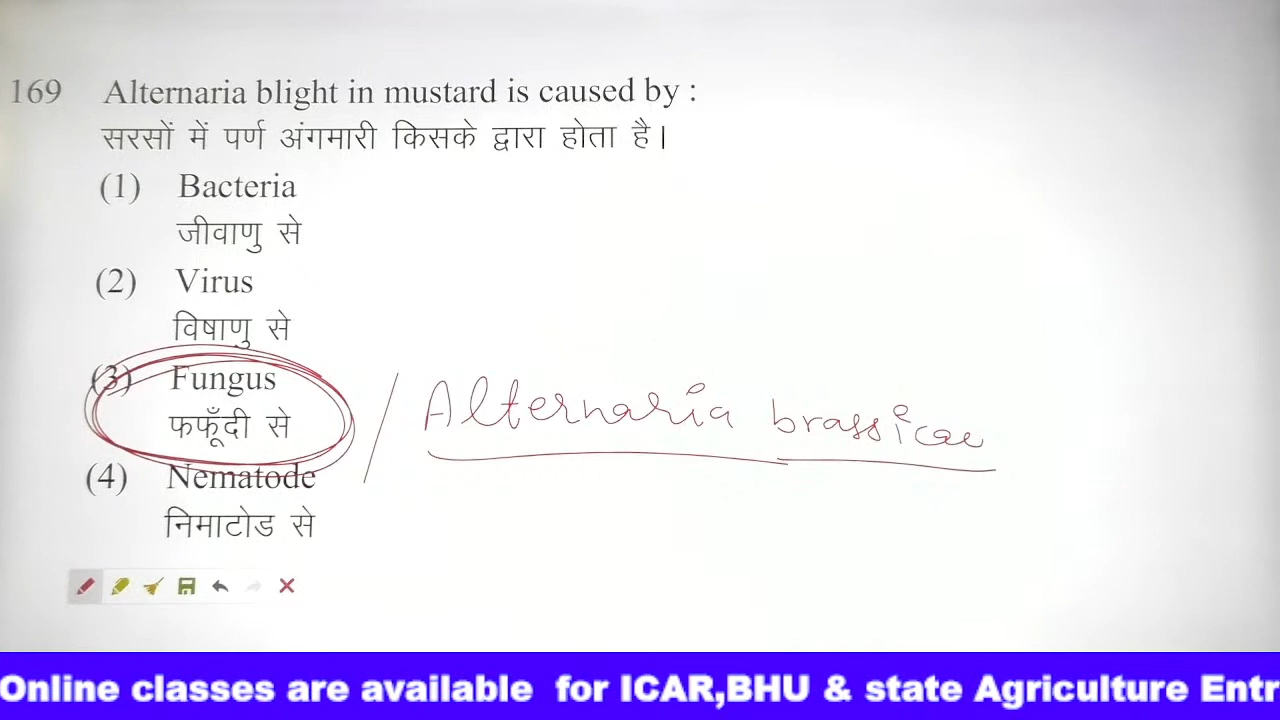 169 Alternaria blight in mustard is caused by :
सरसों में पर्ण अंगमारी किसके द्वारा होता है।
(1) Bacteria
जीवाणु से
(2) Virus
विषाणु से
(3) Fungus
फफूँदी से
/ Alternaria brassicae
(4) Nematode
निमाटोड से
Online classes are available for ICAR,BHU & state Agriculture Entr